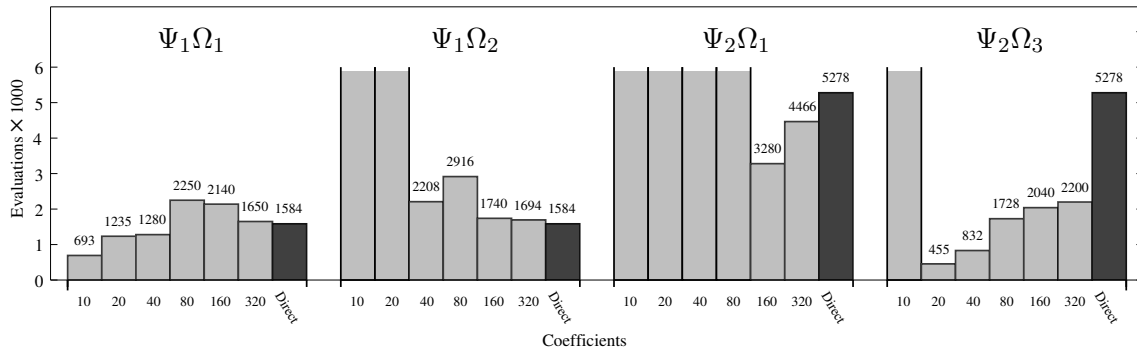 Ψ₁Ω₁ Ψ₁Ω₂ Ψ₂Ω₁ Ψ₂Ω₃
Evaluations × 1000
6
5
4
3
2
1
0
693 1235 1280 2250 2140 1650 1584
2208 2916 1740 1694 1584
3280 4466 5278
455 832 1728 2040 2200 5278
10 20 40 80 160 320 Direct
10 20 40 80 160 320 Direct
10 20 40 80 160 320 Direct
10 20 40 80 160 320 Direct
Coefficients